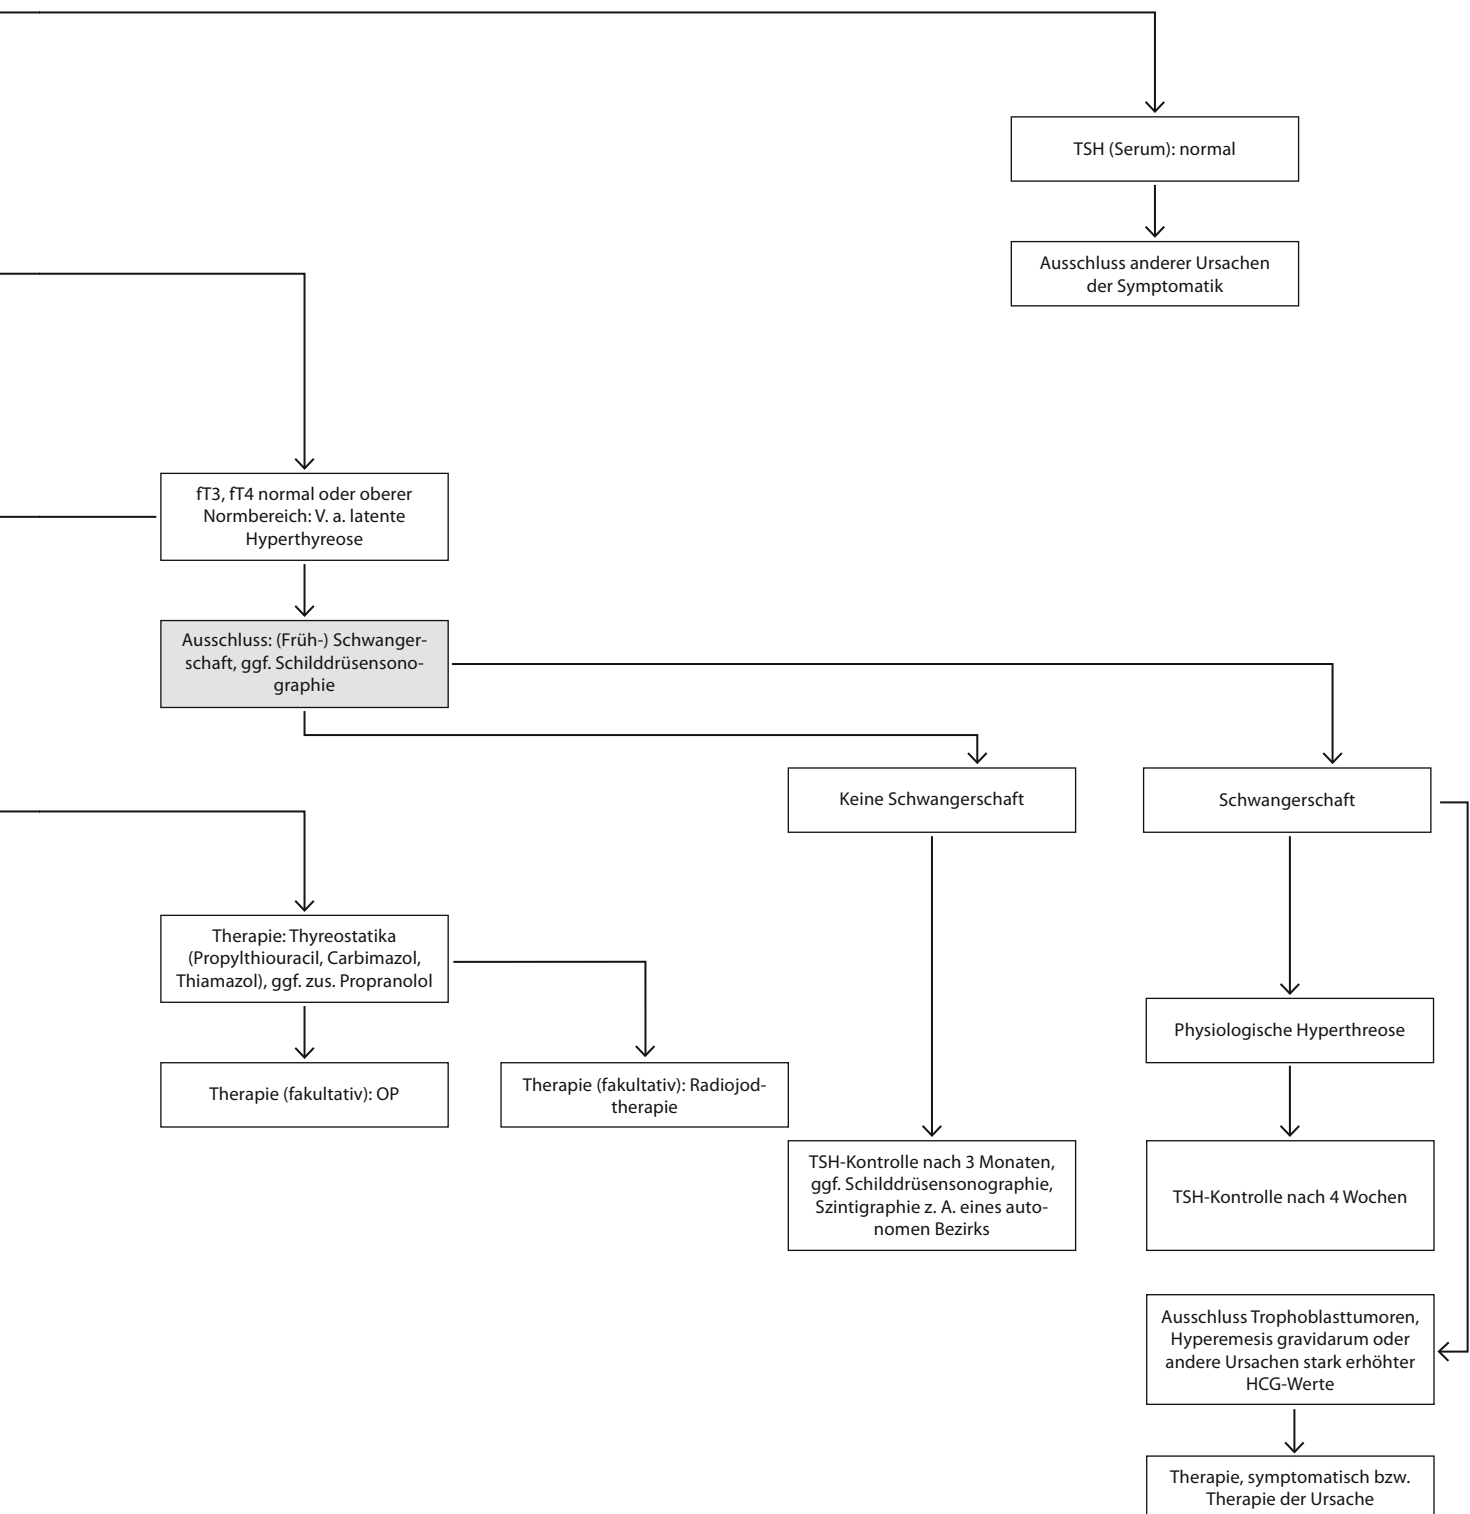 TSH (Serum): normal
Ausschluss anderer Ursachen
der Symptomatik
fT3, fT4 normal oder oberer
Normbereich: V. a. latente
Hyperthyreose
Ausschluss: (Früh-) Schwanger-
schaft, ggf. Schilddrüsensono-
graphie
Keine Schwangerschaft
Schwangerschaft
Therapie: Thyreostatika
(Propylthiouracil, Carbimazol,
Thiamazol), ggf. zus. Propranolol
Physiologische Hyperthreose
Therapie (fakultativ): OP
Therapie (fakultativ): Radiojod-
therapie
TSH-Kontrolle nach 3 Monaten,
ggf. Schilddrüsensonographie,
Szintigraphie z. A. eines auto-
nomen Bezirks
TSH-Kontrolle nach 4 Wochen
Ausschluss Trophoblasttumoren,
Hyperemesis gravidarum oder
andere Ursachen stark erhöhter
HCG-Werte
Therapie, symptomatisch bzw.
Therapie der Ursache